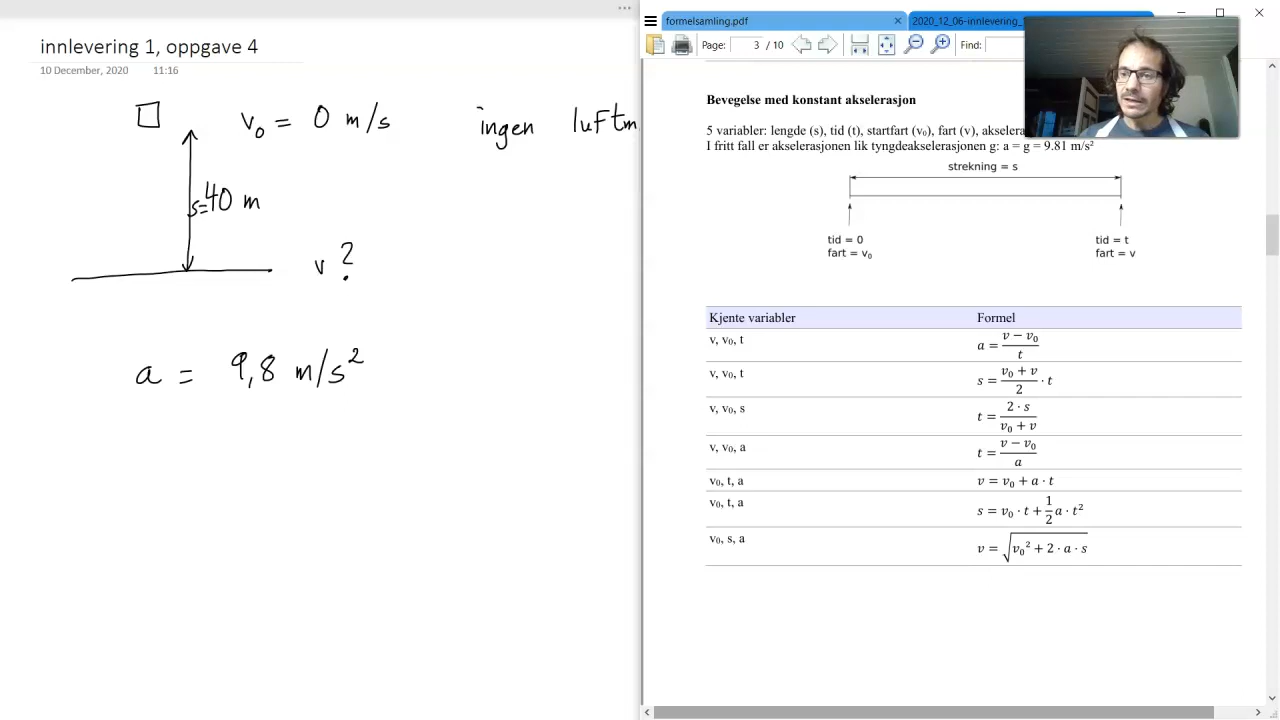 innlevering 1, oppgave 4
10 December, 2020 11:16
v₀ = 0 m/s ingen luftm
s=40 m
v ?
a = 9,8 m/s²
formelsamling.pdf ×
2020_12_06-innlevering_
Page: 3 / 10 Find:
Bevegelse med konstant akselerasjon
5 variabler: lengde (s), tid (t), startfart (v₀), fart (v), akselera
I fritt fall er akselerasjonen lik tyngdeakselerasjonen g: a = g = 9.81 m/s²
strekning = s
tid = 0
fart = v₀
tid = t
fart = v
Kjente variabler Formel
v, v₀, t a = (v − v₀)/t
v, v₀, t s = (v₀ + v)/2 · t
v, v₀, s t = (2 · s)/(v₀ + v)
v, v₀, a t = (v − v₀)/a
v₀, t, a v = v₀ + a · t
v₀, t, a s = v₀ · t + 1/2 a · t²
v₀, s, a v = √(v₀² + 2 · a · s)